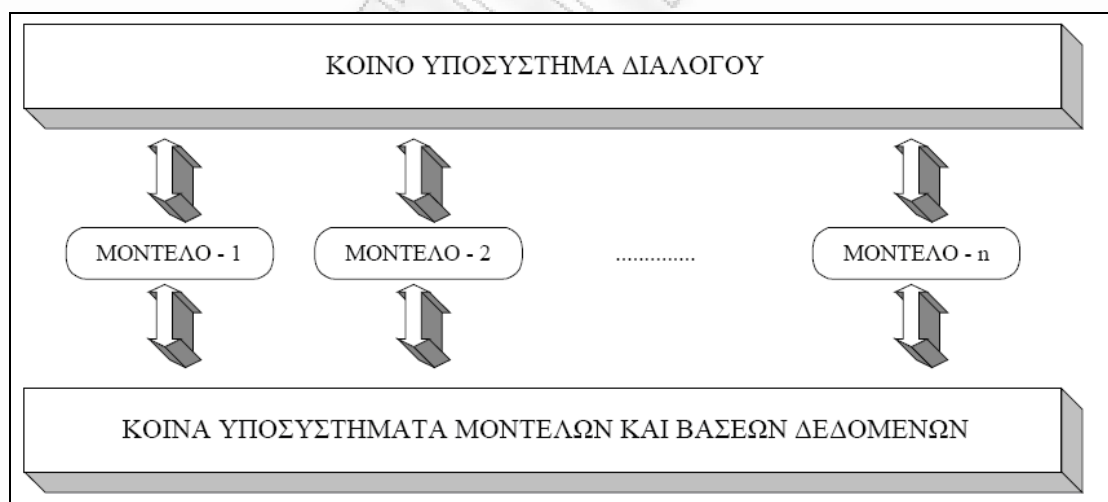 ΚΟΙΝΟ ΥΠΟΣΥΣΤΗΜΑ ΔΙΑΛΟΓΟΥ
ΜΟΝΤΕΛΟ - 1 ΜΟΝΤΕΛΟ - 2 .............. ΜΟΝΤΕΛΟ - n
ΚΟΙΝΑ ΥΠΟΣΥΣΤΗΜΑΤΑ ΜΟΝΤΕΛΩΝ ΚΑΙ ΒΑΣΕΩΝ ΔΕΔΟΜΕΝΩΝ